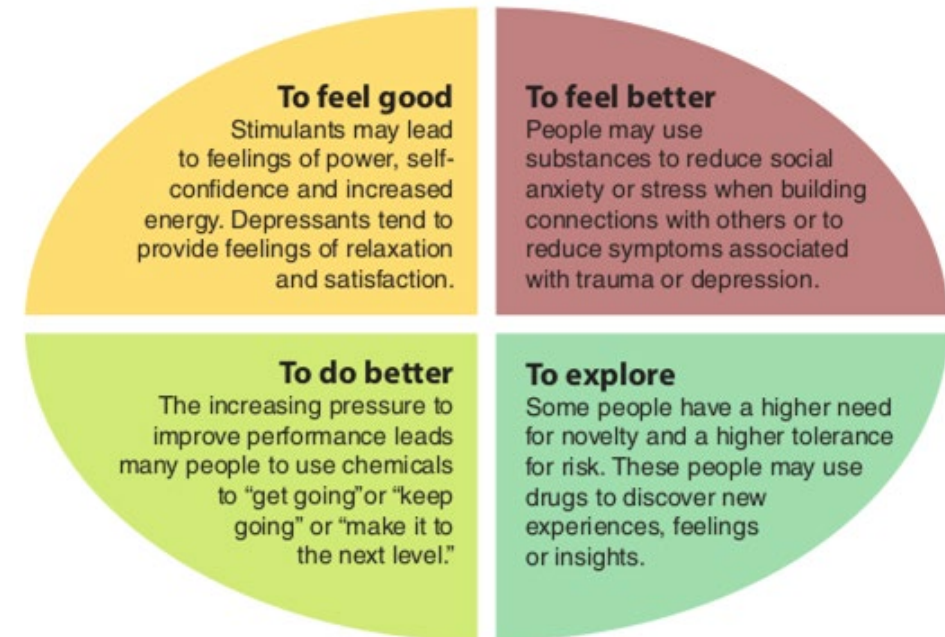 To feel good
Stimulants may lead
to feelings of power, self-
confidence and increased
energy. Depressants tend to
provide feelings of relaxation
and satisfaction.
To feel better
People may use
substances to reduce social
anxiety or stress when building
connections with others or to
reduce symptoms associated
with trauma or depression.
To do better
The increasing pressure to
improve performance leads
many people to use chemicals
to “get going”or “keep
going” or “make it to
the next level.”
To explore
Some people have a higher need
for novelty and a higher tolerance
for risk. These people may use
drugs to discover new
experiences, feelings
or insights.